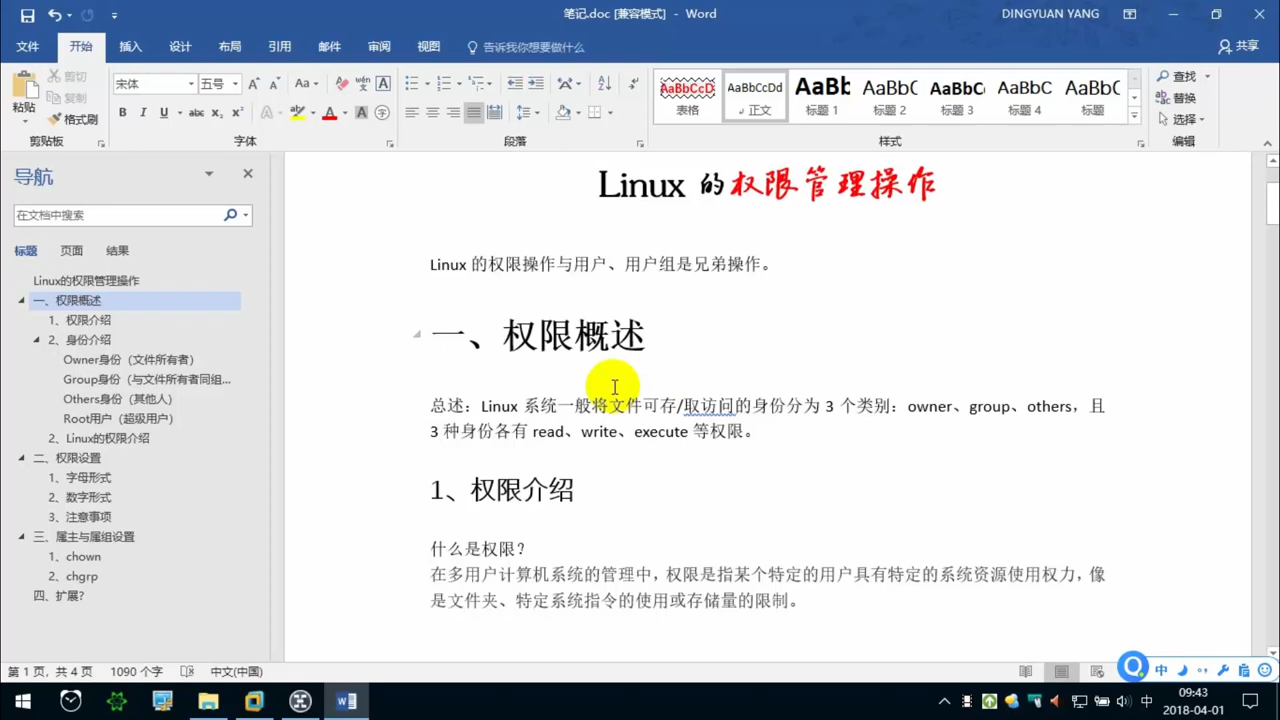 笔记.doc [兼容模式] - Word
DINGYUAN YANG
文件 开始 插入 设计 布局 引用 邮件 审阅 视图 告诉我你想要做什么 共享
粘贴 剪切 复制 格式刷
宋体 五号
表格 正文 标题 1 标题 2 标题 3 标题 4 标题
查找 替换 选择
剪贴板 字体 段落 样式 编辑
导航
在文档中搜索
标题 页面 结果
Linux的权限管理操作
一、权限概述
1、权限介绍
2、身份介绍
Owner身份（文件所有者）
Group身份（与文件所有者同组...
Others身份（其他人）
Root用户（超级用户）
2、Linux的权限介绍
二、权限设置
1、字母形式
2、数字形式
3、注意事项
三、属主与属组设置
1、chown
2、chgrp
四、扩展?
Linux 的权限管理操作
Linux 的权限操作与用户、用户组是兄弟操作。
一、权限概述
总述：Linux 系统一般将文件可存/取访问的身份分为 3 个类别：owner、group、others，且
3 种身份各有 read、write、execute 等权限。
1、权限介绍
什么是权限？
在多用户计算机系统的管理中，权限是指某个特定的用户具有特定的系统资源使用权力，像
是文件夹、特定系统指令的使用或存储量的限制。
第 1 页，共 4 页 1090 个字 中文(中国)
中
中 09:43
2018-04-01